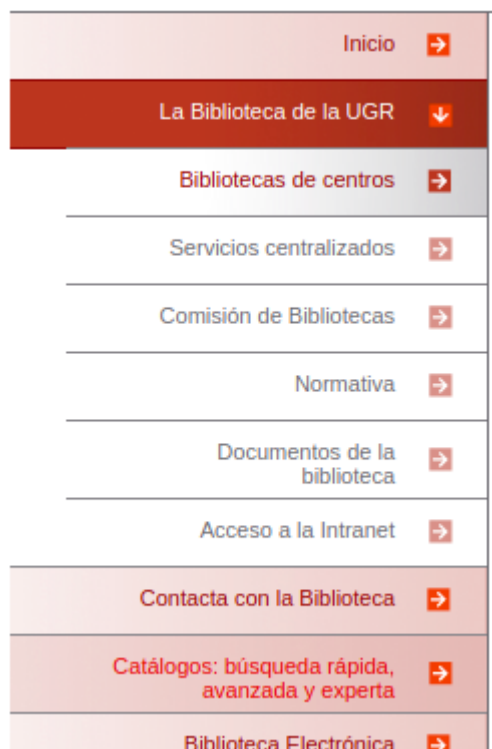 Inicio
La Biblioteca de la UGR
Bibliotecas de centros
Servicios centralizados
Comisión de Bibliotecas
Normativa
Documentos de la
biblioteca
Acceso a la Intranet
Contacta con la Biblioteca
Catálogos: búsqueda rápida,
avanzada y experta
Biblioteca Electrónica